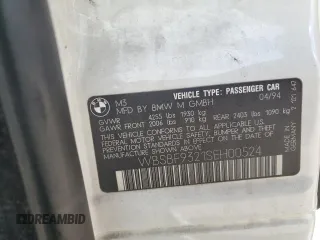 BMW
VEHICLE TYPE: PASSENGER CAR
M3
MFD BY BMW M GMBH 04/94
GVWR 4255 lbs 1930 kg
GAWR FRONT 2006 lbs 910 kg REAR 2403 lbs 1090 kg
THIS VEHICLE CONFORMS TO ALL APPLICABLE
FEDERAL MOTOR VEHICLE SAFETY,
BUMPER, AND THEFT PREVENTION
STANDARDS IN EFFECT ON THE DATE OF
MANUFACTURE SHOWN ABOVE.
WBSBF9321SEH00524
MADE IN GERMANY